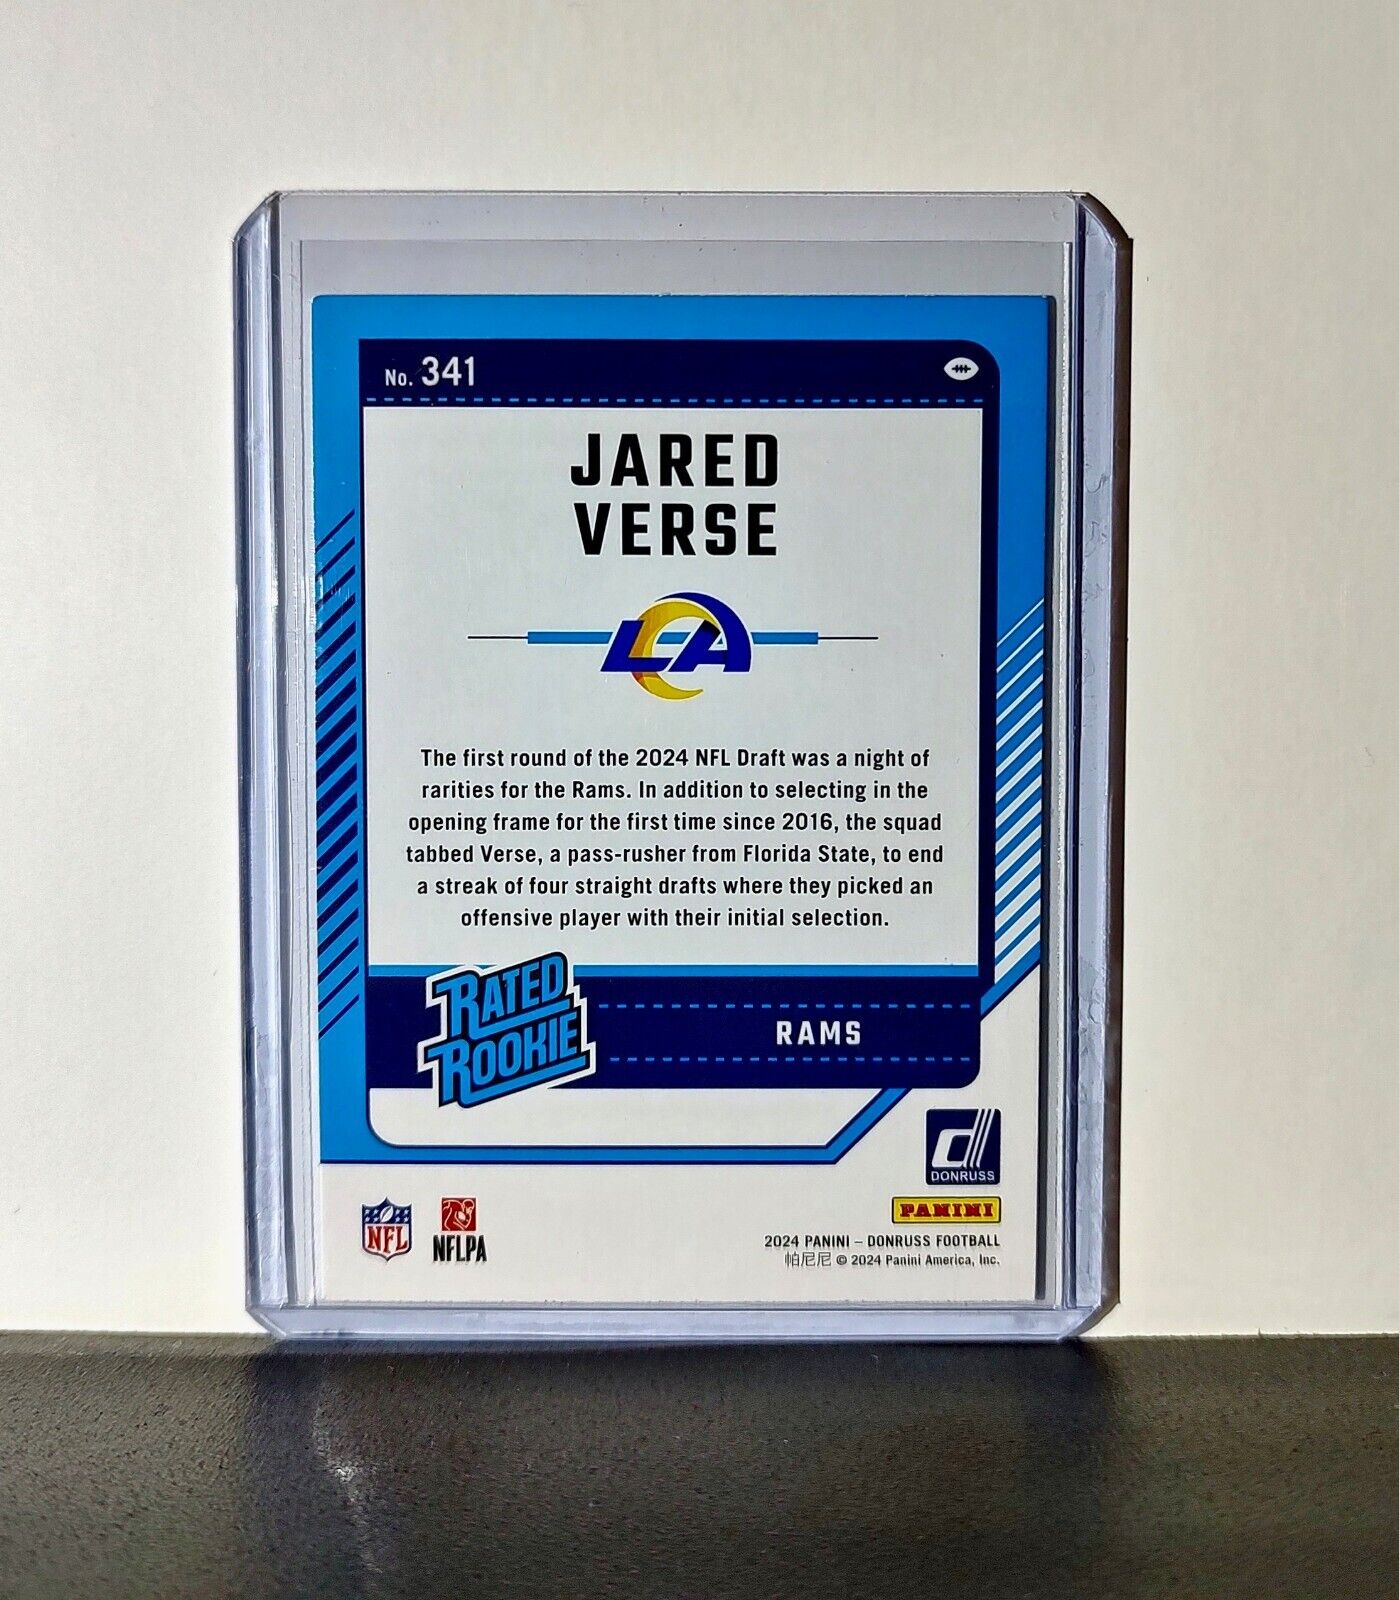 No. 341
JARED
VERSE
LA
The first round of the 2024 NFL Draft was a night of
rarities for the Rams. In addition to selecting in the
opening frame for the first time since 2016, the squad
tabbed Verse, a pass-rusher from Florida State, to end
a streak of four straight drafts where they picked an
offensive player with their initial selection.
RATED
ROOKIE
RAMS
d
DONRUSS
PANINI
NFL
NFLPA
2024 PANINI – DONRUSS FOOTBALL
帕尼尼 © 2024 Panini America, Inc.